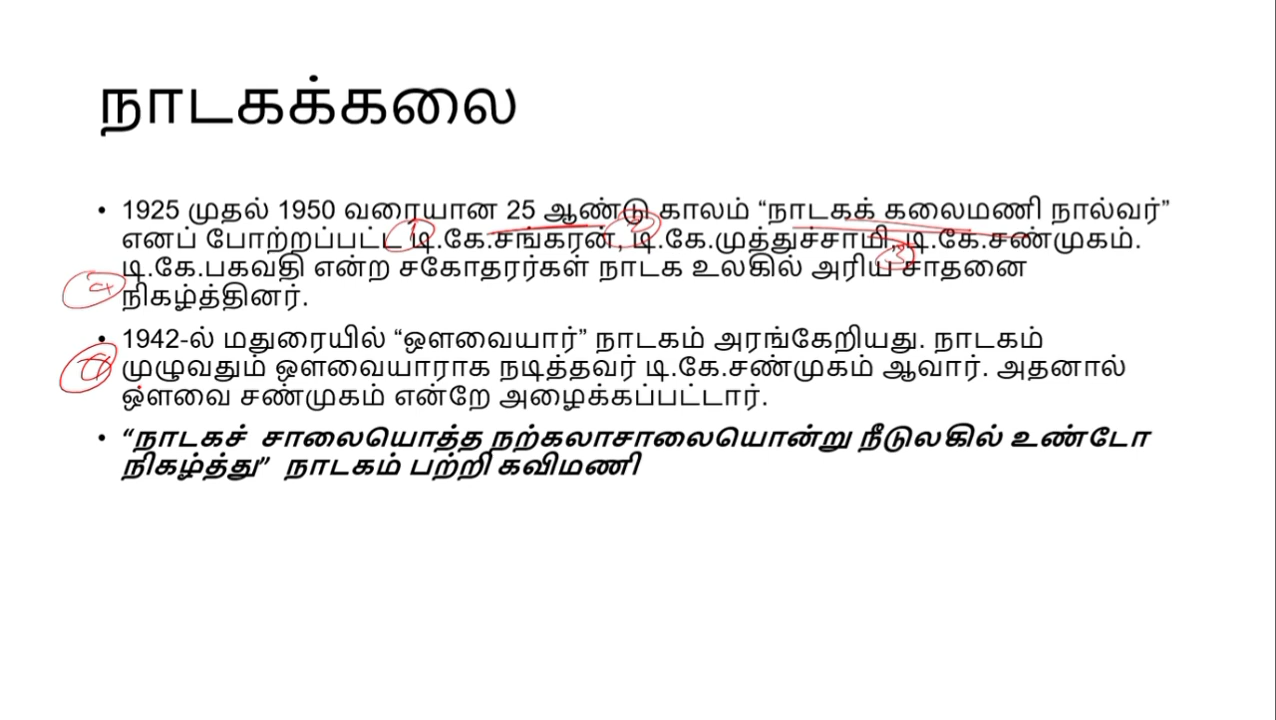 நாடகக்கலை
• 1925 முதல் 1950 வரையான 25 ஆண்டு காலம் “நாடகக் கலைமணி நால்வர்”
எனப் போற்றப்பட்ட டி.கே.சங்கரன், டி.கே.முத்துச்சாமி, டி.கே.சண்முகம்.
டி.கே.பகவதி என்ற சகோதரர்கள் நாடக உலகில் அரிய சாதனை
நிகழ்த்தினர்.
• 1942-ல் மதுரையில் “ஔவையார்” நாடகம் அரங்கேறியது. நாடகம்
முழுவதும் ஔவையாராக நடித்தவர் டி.கே.சண்முகம் ஆவார். அதனால்
ஔவை சண்முகம் என்றே அழைக்கப்பட்டார்.
• “நாடகச் சாலையொத்த நற்கலாசாலையொன்று நீடுலகில் உண்டோ
நிகழ்த்து” நாடகம் பற்றி கவிமணி